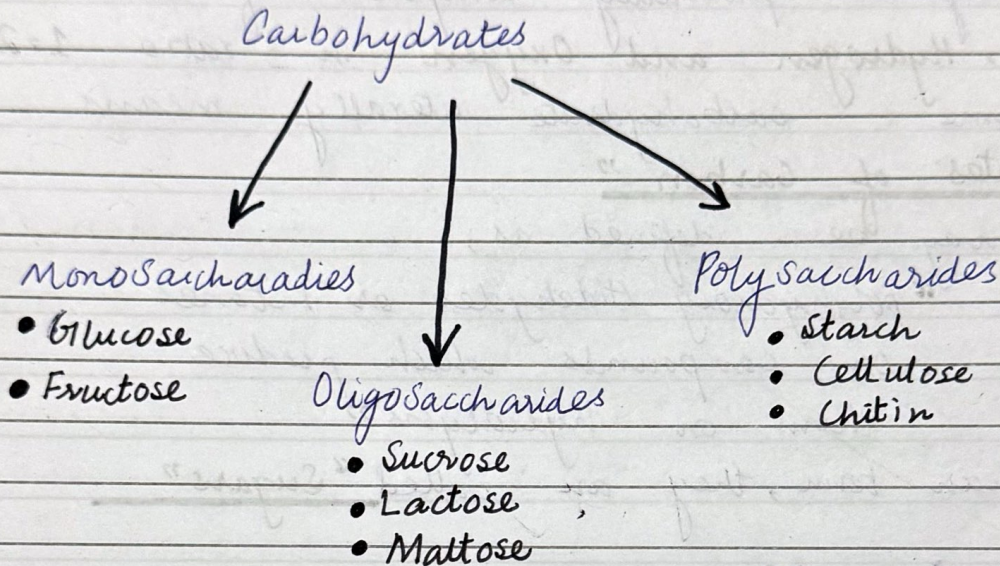 Carbohydrates
MonoSaccharadies
• Glucose
• Fructose
OligoSaccharides
• Sucrose
• Lactose
• Maltose
Polysaccharides
• Starch
• Cellulose
• Chitin